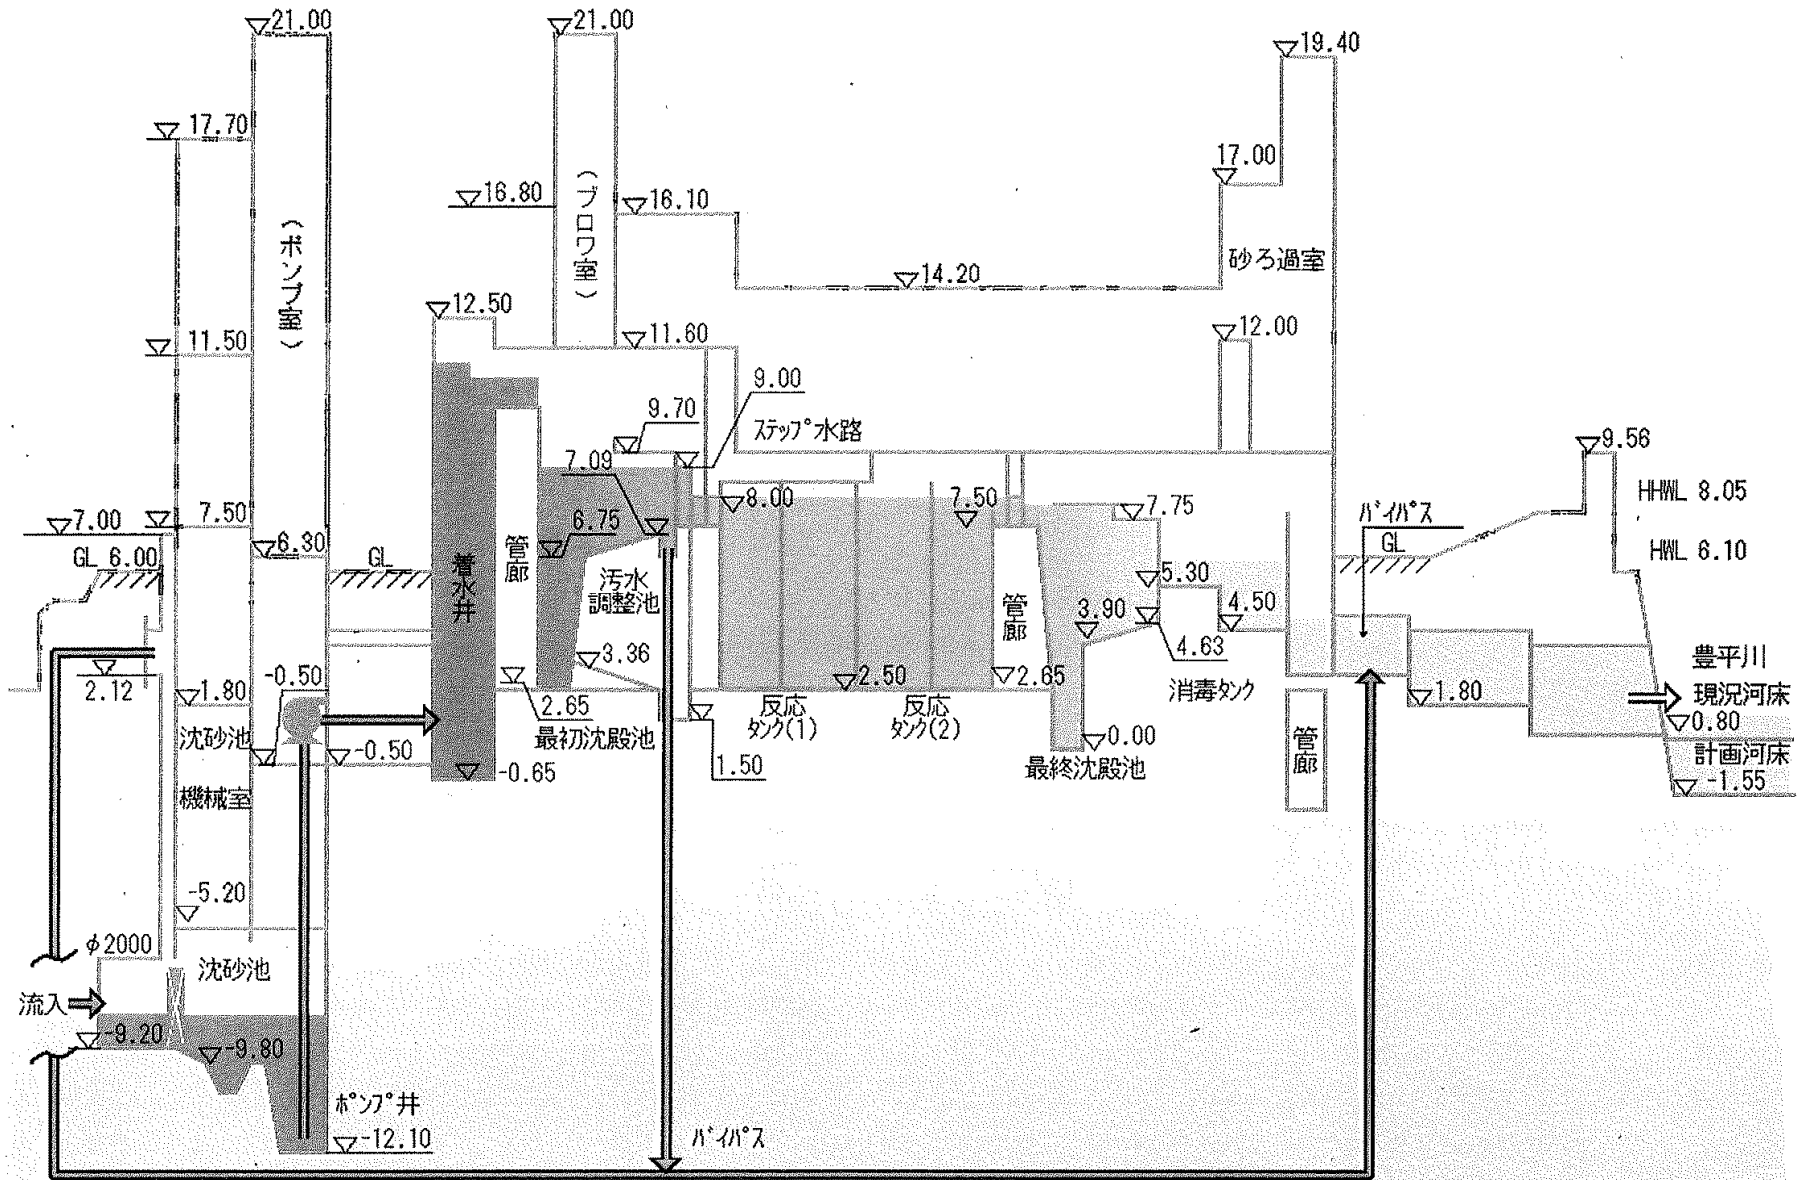 21.00
21.00
19.40
17.70
17.00
16.80
(ブロワ室)
16.10
(ポンプ室)
砂ろ過室
14.20
12.50
12.00
11.50
11.60
9.00
9.70
ステップ水路
9.56
7.09
HHWL 8.05
8.00
7.50
7.75
バイパス
7.00
7.50
6.75
6.30
GL
GL 6.00
GL
HWL 6.10
着水井
管廊
汚水
調整池
5.30
管廊
3.90
4.50
4.63
3.36
豊平川
2.12
-0.50
2.65
2.50
2.65
消毒タンク
現況河床
1.80
1.80
反応
タンク(1)
反応
タンク(2)
0.80
沈砂池
最初沈殿池
0.00
管廊
計画河床
-0.50
-0.65
1.50
最終沈殿池
-1.55
機械室
-5.20
φ2000
沈砂池
流入
-9.20
-9.80
ポンプ井
-12.10
バイパス